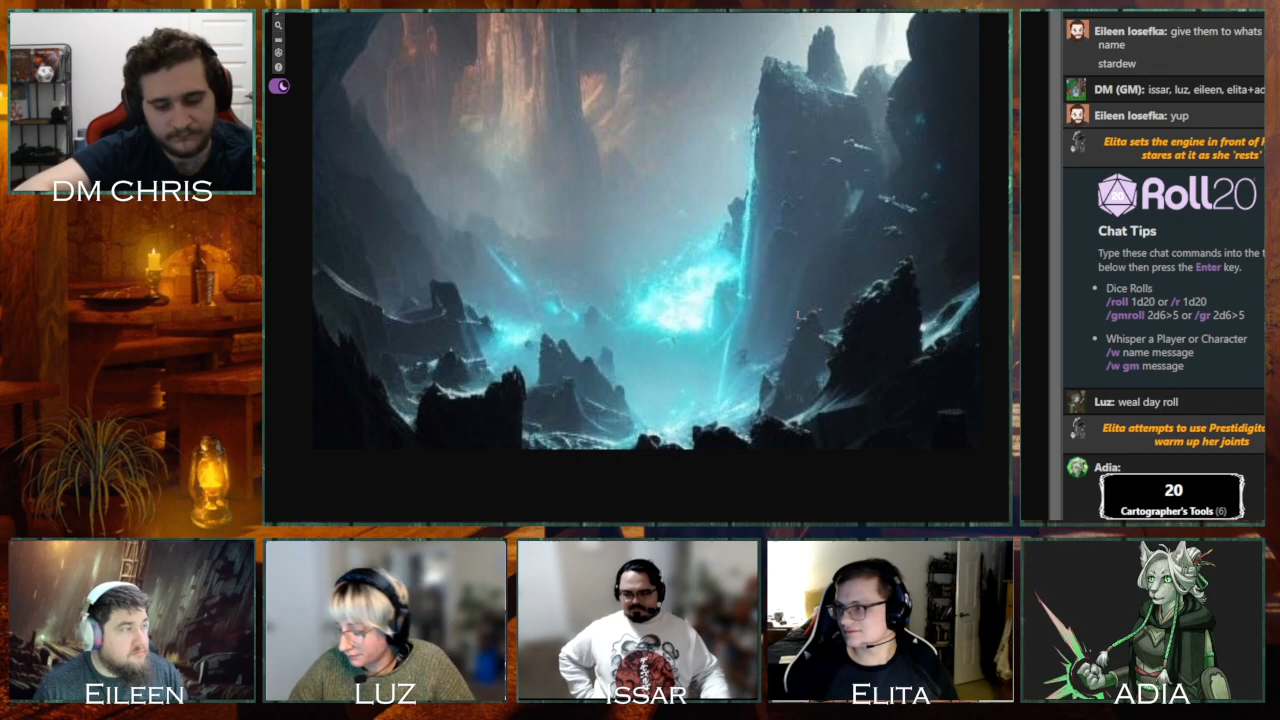 DM CHRIS
Eileen Iosefka: give them to whats
name
stardew
DM (GM): issar, luz, eileen, elita+ad
Eileen Iosefka: yup
Elita sets the engine in front of
stares at it as she 'rests'
Roll20
Chat Tips
Type these chat commands into the
below then press the Enter key.
Dice Rolls
/roll 1d20 or /r 1d20
/gmroll 2d6>5 or /gr 2d6>5
Whisper a Player or Character
/w name message
/w gm message
Luz: weal day roll
Elita attempts to use
warm up her joints
Adia:
20
Cartographer's Tools (6)
EILEEN
LUZ
ISSAR
ELITA
ADIA